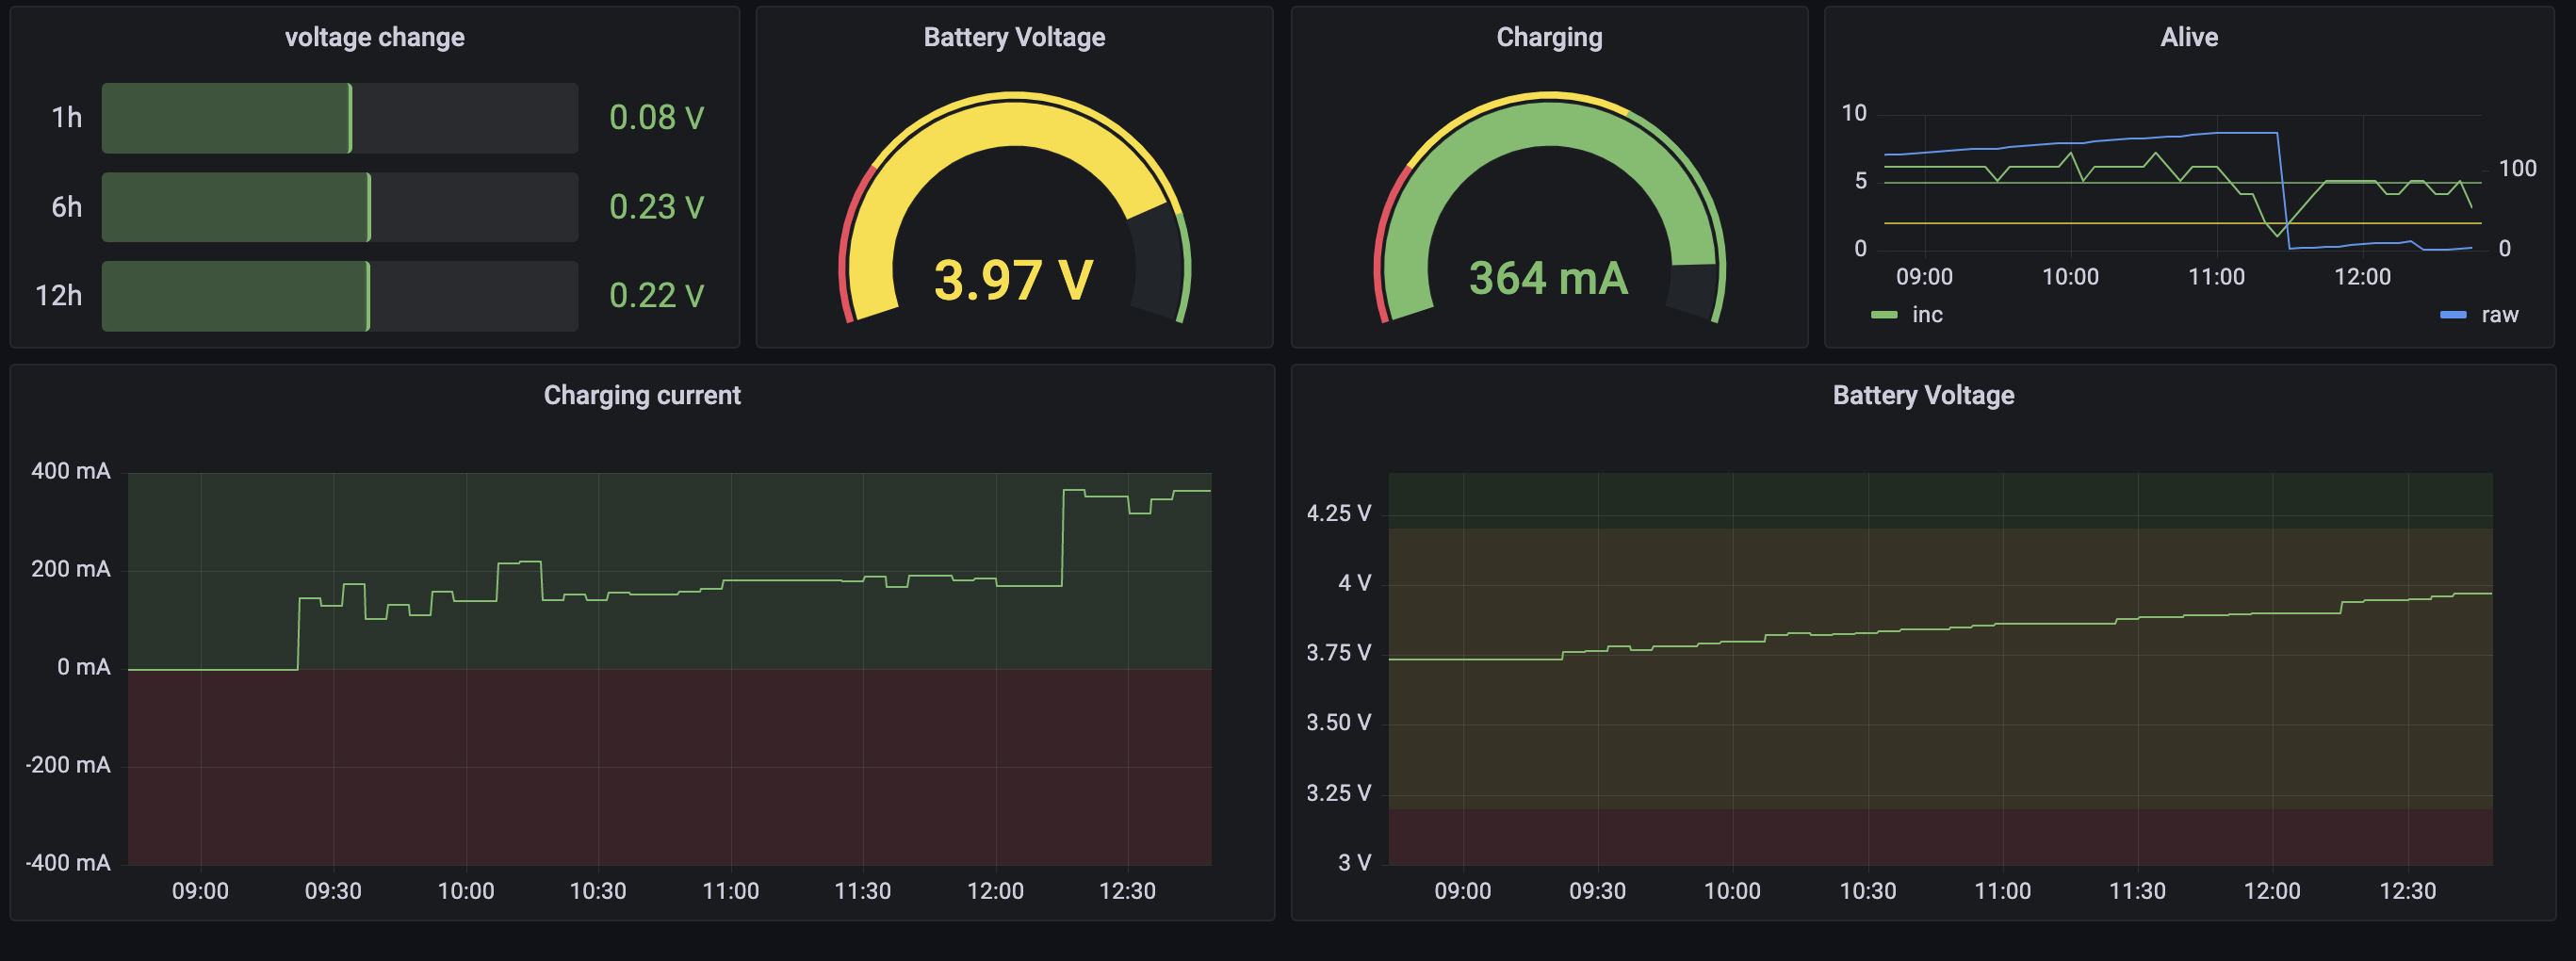 voltage change
1h 0.08 V
6h 0.23 V
12h 0.22 V
Battery Voltage
3.97 V
Charging
364 mA
Alive
10
5
0
100
0
09:00 10:00 11:00 12:00
inc raw
Charging current
400 mA
200 mA
0 mA
-200 mA
-400 mA
09:00 09:30 10:00 10:30 11:00 11:30 12:00 12:30
Battery Voltage
4.25 V
4 V
3.75 V
3.50 V
3.25 V
3 V
09:00 09:30 10:00 10:30 11:00 11:30 12:00 12:30